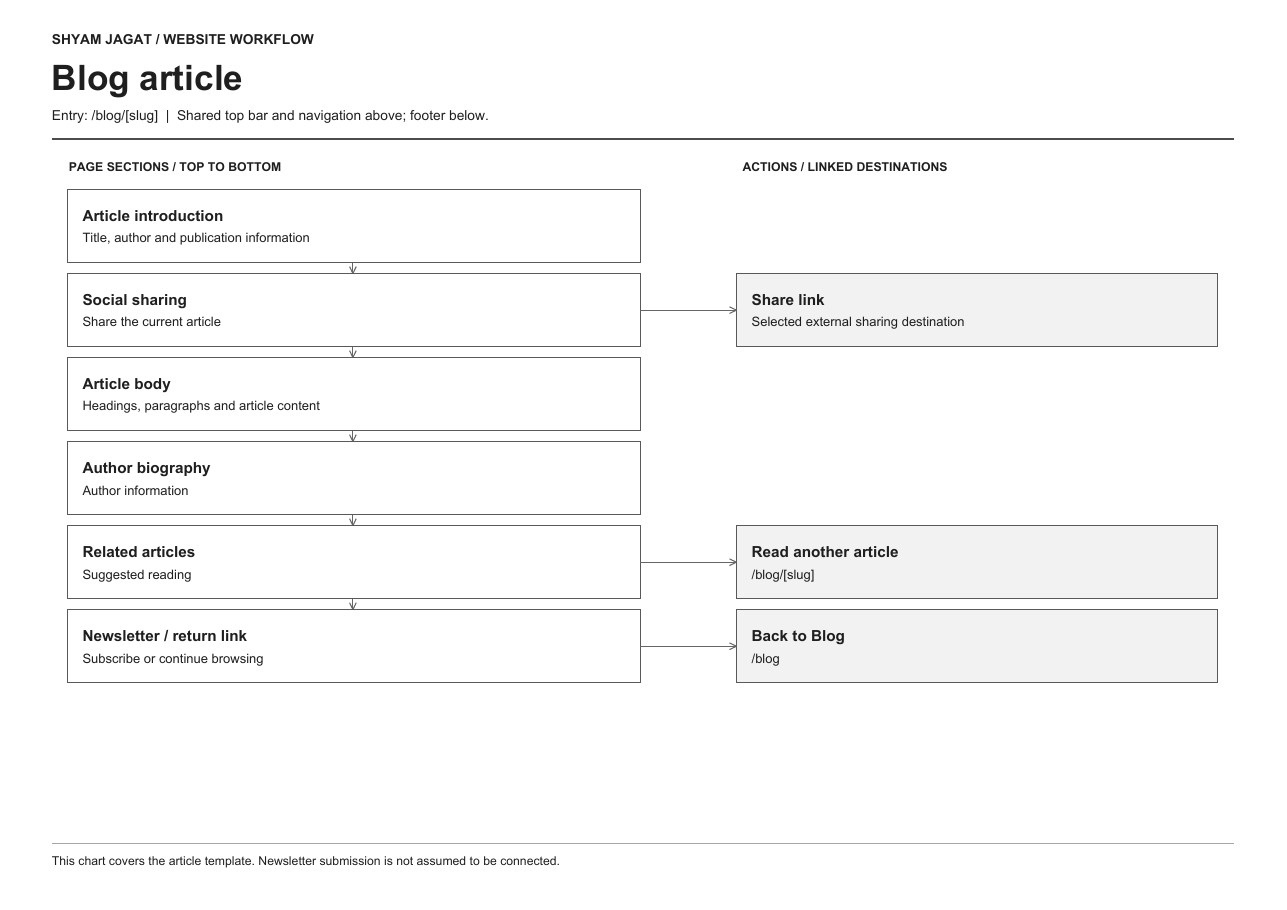 SHYAM JAGAT / WEBSITE WORKFLOW
Blog article
Entry: /blog/[slug]  |  Shared top bar and navigation above; footer below.
PAGE SECTIONS / TOP TO BOTTOM
ACTIONS / LINKED DESTINATIONS
Article introduction
Title, author and publication information
Social sharing
Share the current article
Share link
Selected external sharing destination
Article body
Headings, paragraphs and article content
Author biography
Author information
Related articles
Suggested reading
Read another article
/blog/[slug]
Newsletter / return link
Subscribe or continue browsing
Back to Blog
/blog
This chart covers the article template. Newsletter submission is not assumed to be connected.